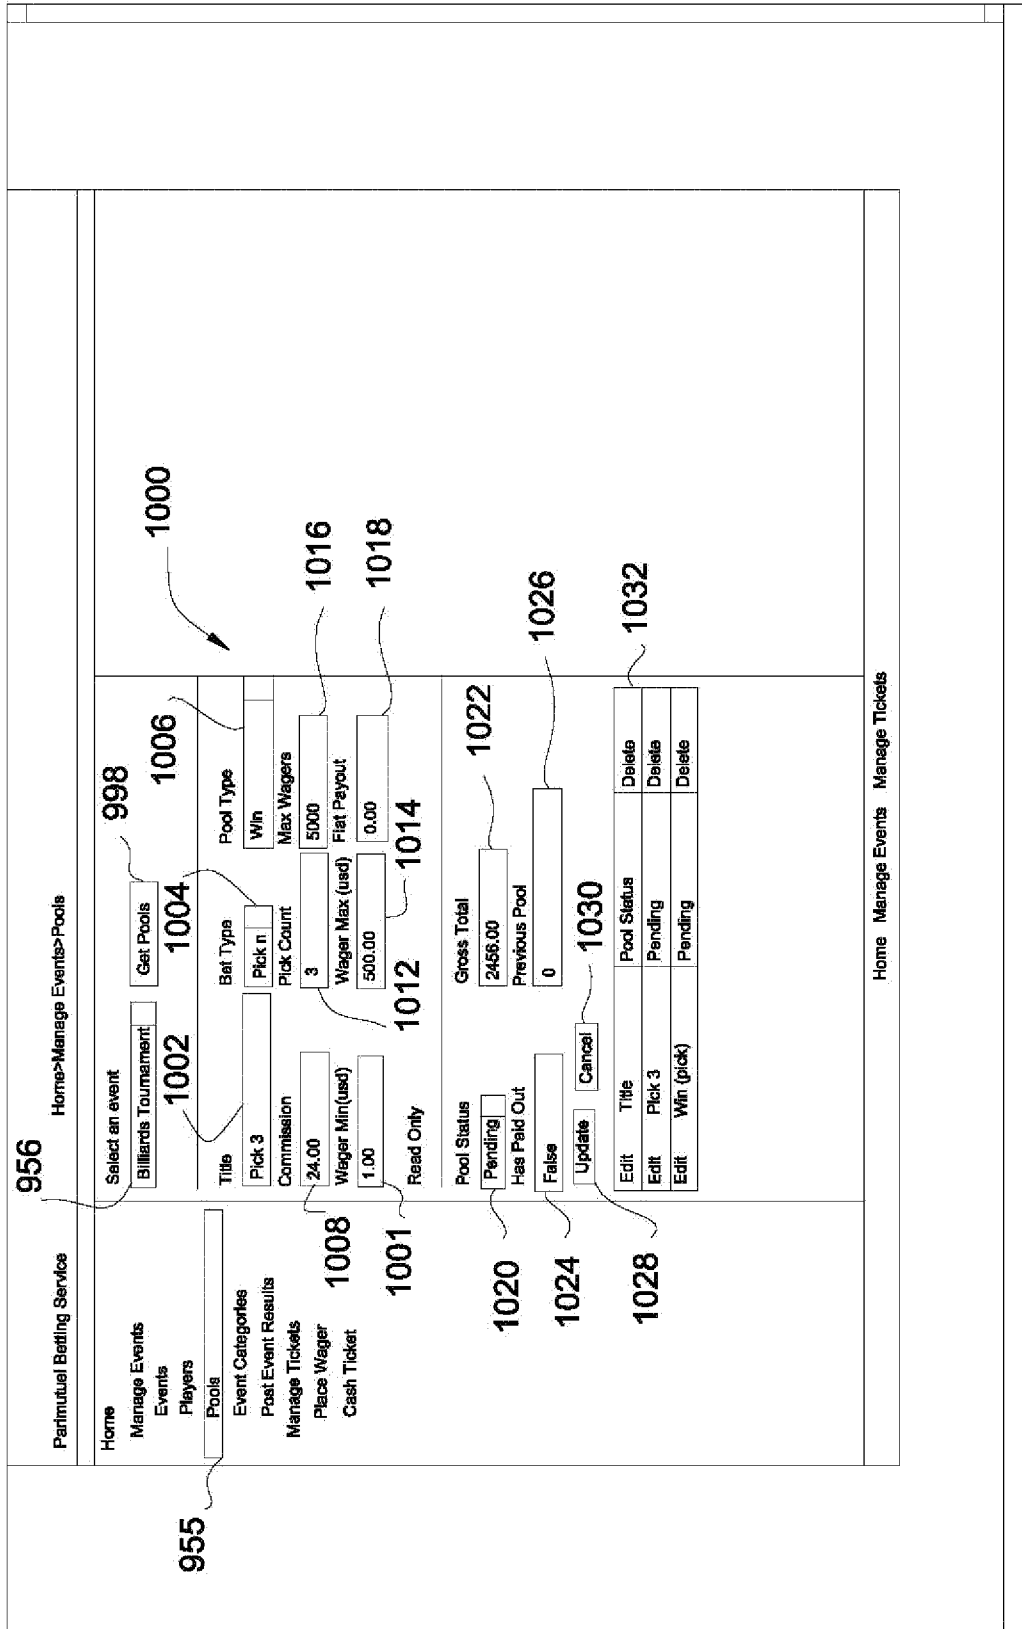 Parimutuel Betting Service
Home>Manage Events>Pools
956
998
1006
1000
Home
Manage Events
Events
Players
Pools
Event Categories
Post Event Results
Manage Tickets
Place Wager
Cash Ticket
955
Select an event
Billiards Tournament
Get Pools
1002
1004
Title
Bet Type
Pool Type
Pick 3
Pick n
Win
Commission
Pick Count
Max Wagers
24.00
3
5000
1016
Wager Min(usd)
Wager Max (usd)
Flat Payout
1.00
500.00
0.00
1018
1008
1001
1012
1014
Read Only
Pool Status
Gross Total
Pending
2456.00
1022
Has Paid Out
Previous Pool
False
0
1026
1020
1024
Update
Cancel
1028
1030
1032
Edit Title Pool Status Delete
Edit Pick 3 Pending Delete
Edit Win (pick) Pending Delete
Home Manage Events Manage Tickets